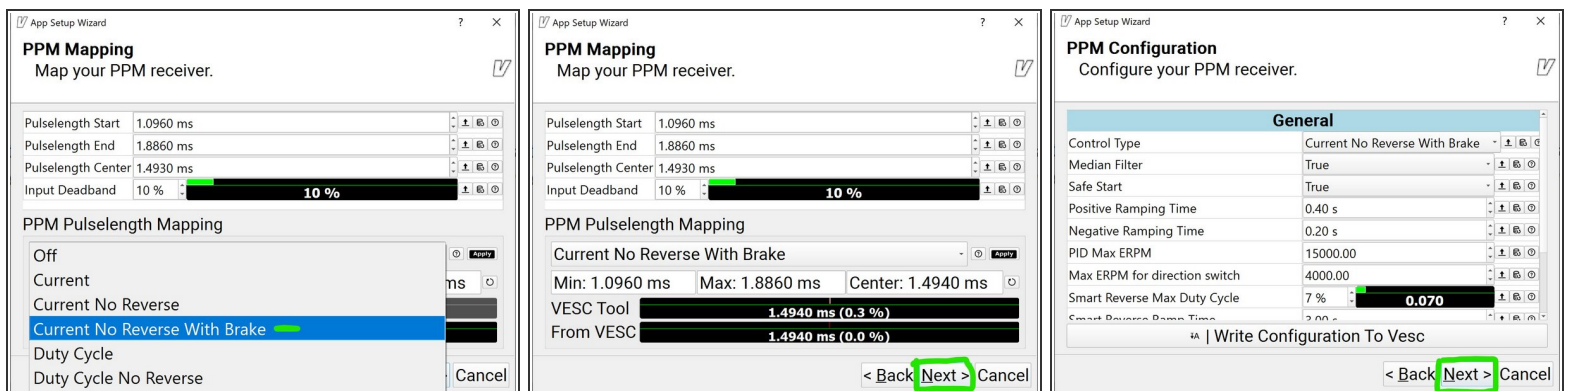 App Setup Wizard ? ×
PPM Mapping
Map your PPM receiver.
Pulselength Start 1.0960 ms
Pulselength End 1.8860 ms
Pulselength Center 1.4930 ms
Input Deadband 10 % 10 %
PPM Pulselength Mapping
Off
Apply
Current
ms
Current No Reverse
Current No Reverse With Brake
Duty Cycle
Duty Cycle No Reverse
Cancel
App Setup Wizard ? ×
PPM Mapping
Map your PPM receiver.
Pulselength Start 1.0960 ms
Pulselength End 1.8860 ms
Pulselength Center 1.4930 ms
Input Deadband 10 % 10 %
PPM Pulselength Mapping
Current No Reverse With Brake Apply
Min: 1.0960 ms Max: 1.8860 ms Center: 1.4940 ms
VESC Tool 1.4940 ms (0.3 %)
From VESC 1.4940 ms (0.0 %)
< Back Next > Cancel
App Setup Wizard ? ×
PPM Configuration
Configure your PPM receiver.
General
Control Type Current No Reverse With Brake
Median Filter True
Safe Start True
Positive Ramping Time 0.40 s
Negative Ramping Time 0.20 s
PID Max ERPM 15000.00
Max ERPM for direction switch 4000.00
Smart Reverse Max Duty Cycle 7 % 0.070
Smart Reverse Ramp Time 3.00 s
Write Configuration To Vesc
< Back Next > Cancel